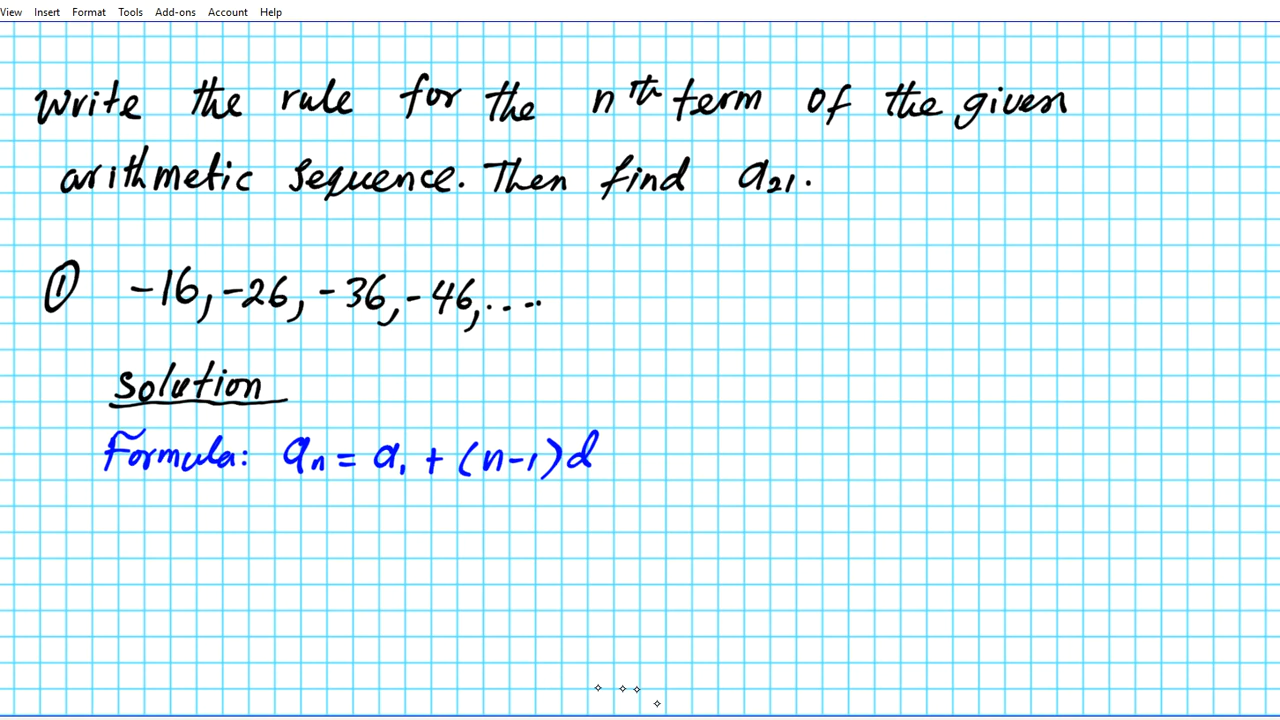 View Insert Format Tools Add-ons Account Help
Write the rule for the nᵗʰ term of the given
arithmetic sequence. Then find a₂₁.
① -16, -26, -36, -46, ....
Solution
Formula: aₙ = a₁ + (n-1)d